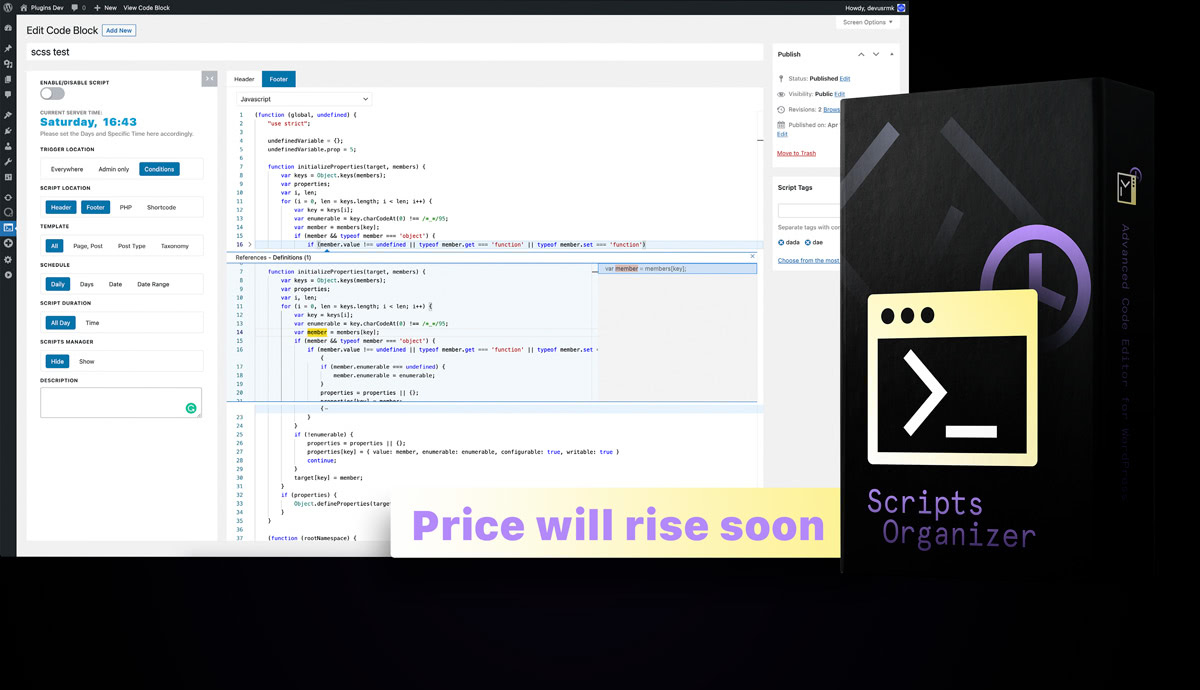 Plugins Dev 0 New View Code Block Howdy, devusrmk
Screen Options
Edit Code Block Add New
scss test
ENABLE/DISABLE SCRIPT
CURRENT SERVER TIME:
Saturday, 16:43
Please set the Days and Specific Time here accordingly.
TRIGGER LOCATION
Everywhere Admin only Conditions
SCRIPT LOCATION
Header Footer PHP Shortcode
TEMPLATE
All Page, Post Post Type Taxonomy
SCHEDULE
Daily Days Date Date Range
SCRIPT DURATION
All Day Time
SCRIPTS MANAGER
Hide Show
DESCRIPTION
Header Footer
Javascript
1 (function (global, undefined) {
2 "use strict";
3
4 undefinedVariable = {};
5 undefinedVariable.prop = 5;
6
7 function initializeProperties(target, members) {
8 var keys = Object.keys(members);
9 var properties;
10 var i, len;
11 for (i = 0, len = keys.length; i < len; i++) {
12 var key = keys[i];
13 var enumerable = key.charCodeAt(0) !== /*_*/95;
14 var member = members[key];
15 if (member && typeof member === 'object') {
16 if (member.value !== undefined || typeof member.get === 'function' || typeof member.set === 'function')
References - Definitions (1)
7 function initializeProperties(target, members) {
8 var keys = Object.keys(members);
9 var properties;
10 var i, len;
11 for (i = 0, len = keys.length; i < len; i++) {
12 var key = keys[i];
13 var enumerable = key.charCodeAt(0) !== /*_*/95;
14 var member = members[key];
15 if (member && typeof member === 'object') {
16 if (member.value !== undefined || typeof member.get === 'function' || typeof member.set
{
17 if (member.enumerable === undefined) {
18 member.enumerable = enumerable;
19 }
20 properties = properties || {};
21 properties[key] = member;
var member = members[key];
{
23 }
24 }
25 if (!enumerable) {
26 properties = properties || {};
27 properties[key] = { value: member, enumerable: enumerable, configurable: true, writable: true }
28 continue;
29 }
30 target[key] = member;
31 }
32 if (properties) {
33 Object.defineProperties(targe
34 }
35 }
36
37 (function (rootNamespace) {
Publish
Status: Published Edit
Visibility: Public Edit
Revisions: 2 Brows
Published on: Apr
Edit
Move to Trash
Script Tags
Separate tags with co
dada dae
Choose from the most
Price will rise soon
Scripts
Organizer
Advanced Code Editor for WordPress